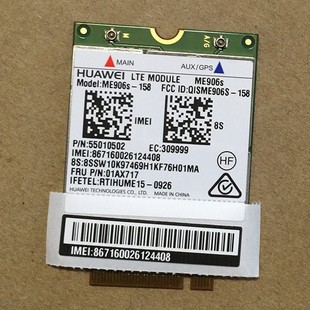 M A/G
MAIN AUX/GPS
HUAWEI LTE MODULE ME906s
Model:ME906s-158 FCC ID:QISME906S-158
IMEI 8S
P/N:55010502 EC:309999
IMEI:867160026124408
8S:8SSW10K97469H1KF76H01MA
FRU P/N:01AX717
IFETEL:RTIHUME15-0926
HUAWEI TECHNOLOGIES CO.,LTD. MADE IN CHINA
HF
IMEI:867160026124408